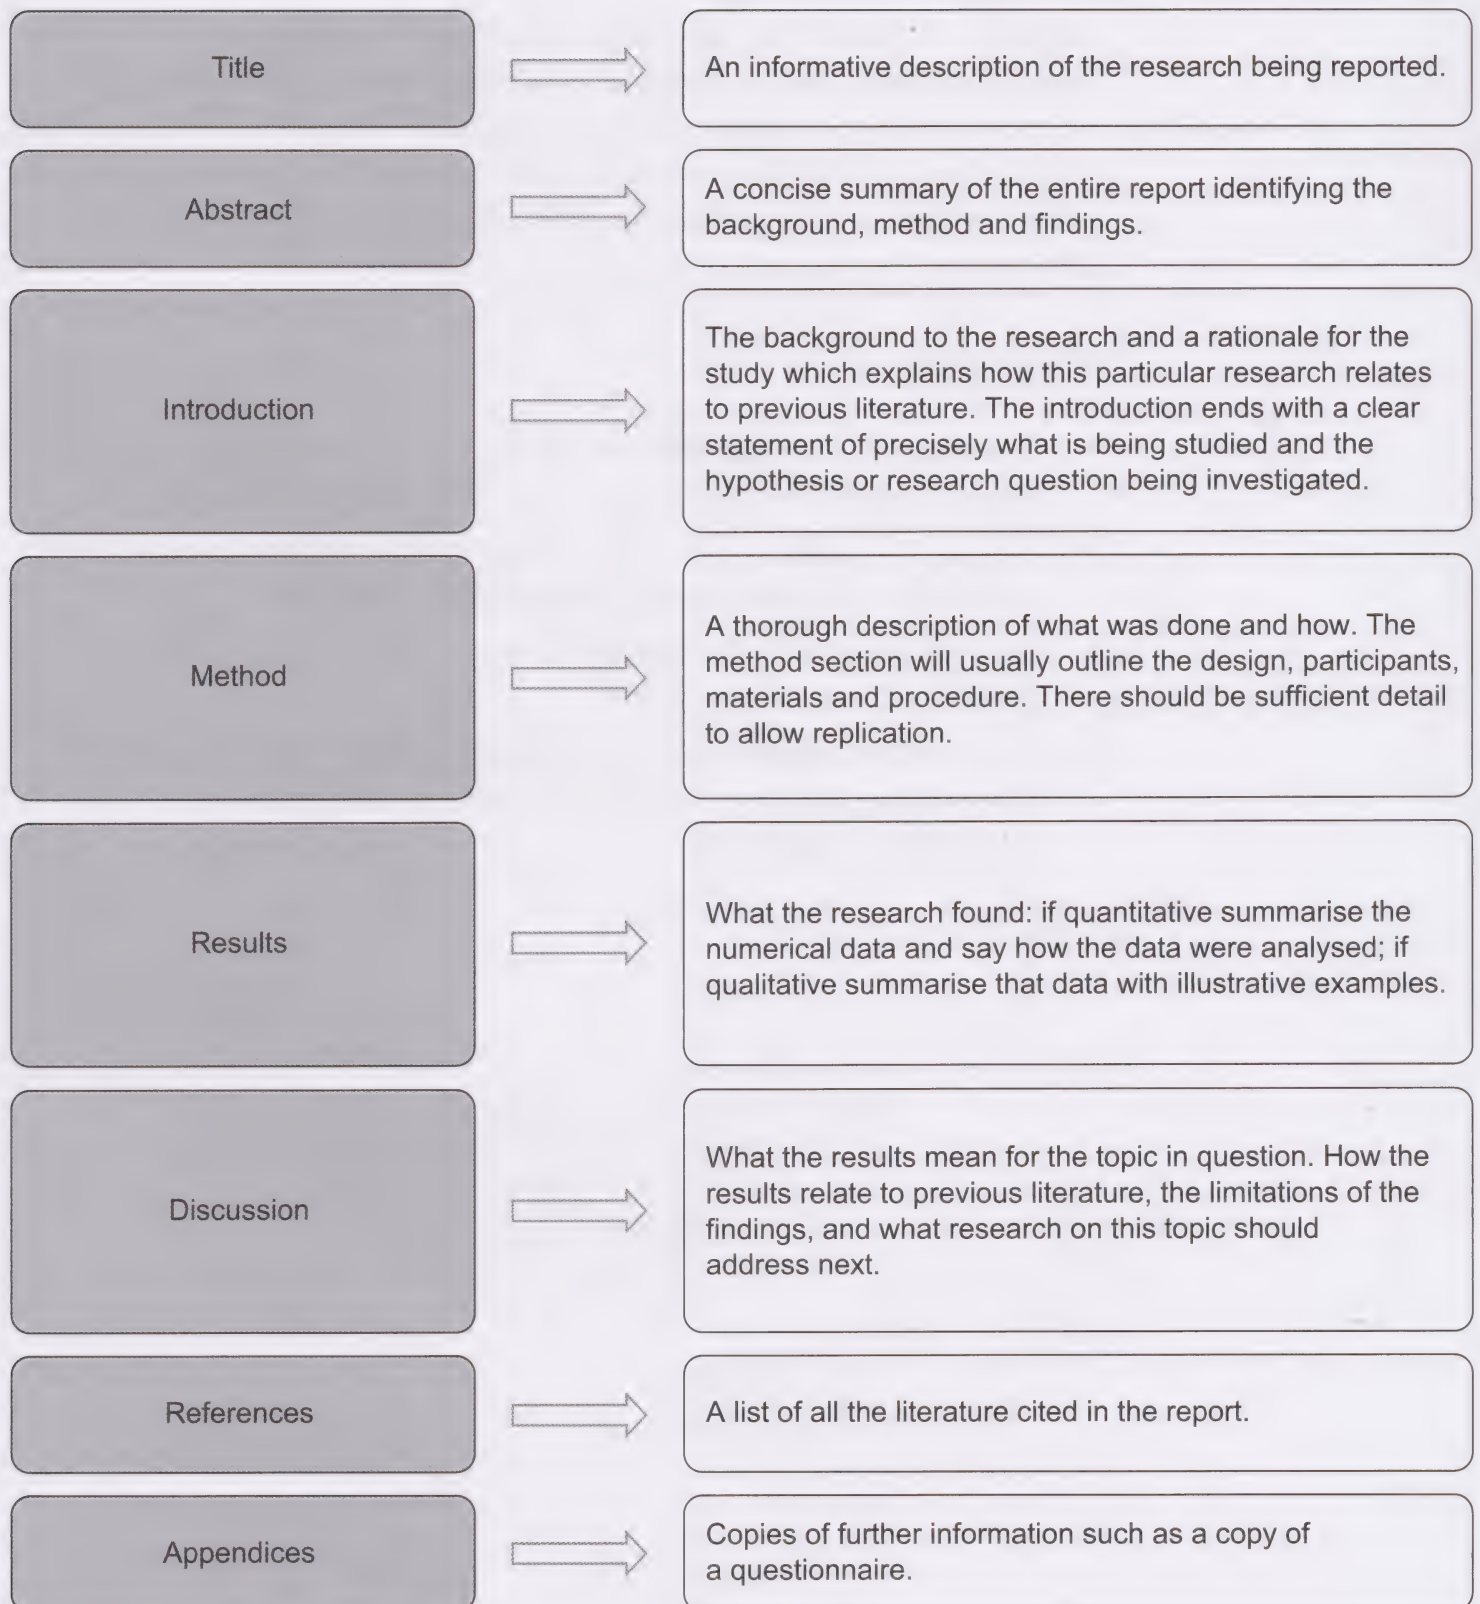 Title
An informative description of the research being reported.
Abstract
A concise summary of the entire report identifying the
background, method and findings.
Introduction
The background to the research and a rationale for the
study which explains how this particular research relates
to previous literature. The introduction ends with a clear
statement of precisely what is being studied and the
hypothesis or research question being investigated.
Method
A thorough description of what was done and how. The
method section will usually outline the design, participants,
materials and procedure. There should be sufficient detail
to allow replication.
Results
What the research found: if quantitative summarise the
numerical data and say how the data were analysed; if
qualitative summarise that data with illustrative examples.
Discussion
What the results mean for the topic in question. How the
results relate to previous literature, the limitations of the
findings, and what research on this topic should
address next.
References
A list of all the literature cited in the report.
Appendices
Copies of further information such as a copy of
a questionnaire.